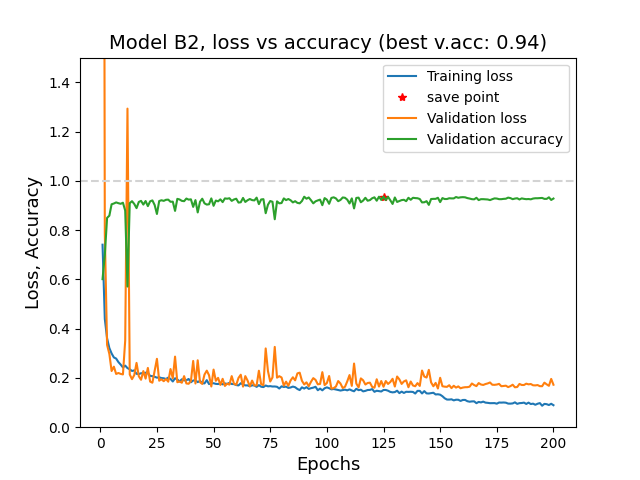 Model B2, loss vs accuracy (best v.acc: 0.94)
Training loss
save point
Validation loss
Validation accuracy
Loss, Accuracy
1.4
1.2
1.0
0.8
0.6
0.4
0.2
0.0
0 25 50 75 100 125 150 175 200
Epochs